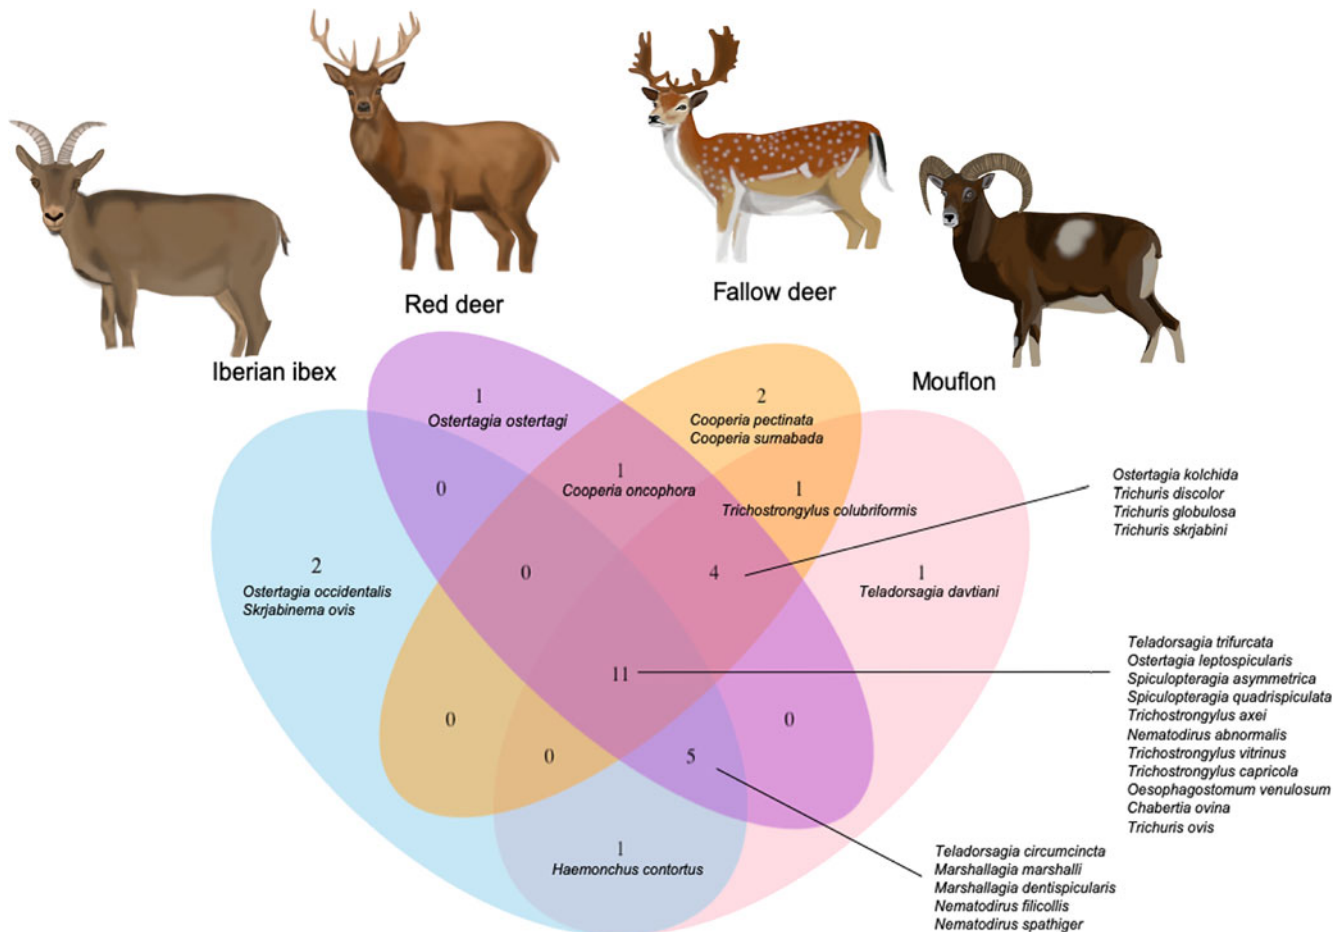 Red deer
Fallow deer
Iberian ibex
Mouflon
1
Ostertagia ostertagi
2
Cooperia pectinata
Cooperia surnabada
0
1
Cooperia oncophora
1
Trichostrongylus colubriformis
Ostertagia kolchida
Trichuris discolor
Trichuris globulosa
Trichuris skrjabini
2
Ostertagia occidentalis
Skrjabinema ovis
0
4
1
Teladorsagia davtiani
11
Teladorsagia trifurcata
Ostertagia leptospicularis
Spiculopteragia asymmetrica
Spiculopteragia quadrispiculata
Trichostrongylus axei
Nematodirus abnormalis
Trichostrongylus vitrinus
Trichostrongylus capricola
Oesophagostomum venulosum
Chabertia ovina
Trichuris ovis
0
0
0
5
1
Haemonchus contortus
Teladorsagia circumcincta
Marshallagia marshalli
Marshallagia dentispicularis
Nematodirus filicollis
Nematodirus spathiger